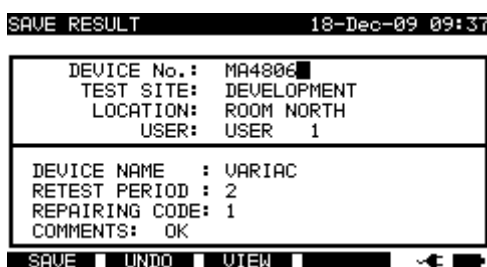 SAVE RESULT 18-Dec-09 09:37
DEVICE No.: MA4806
TEST SITE: DEVELOPMENT
LOCATION: ROOM NORTH
USER: USER 1
DEVICE NAME : VARIAC
RETEST PERIOD : 2
REPAIRING CODE: 1
COMMENTS: OK
SAVE UNDO VIEW